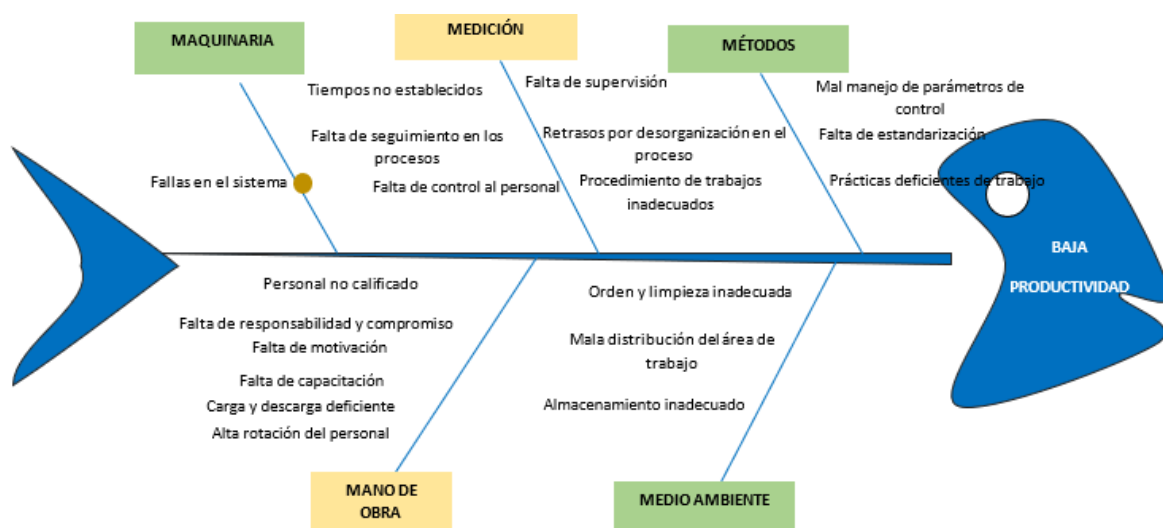 MAQUINARIA
MEDICIÓN
MÉTODOS
Tiempos no establecidos
Falta de seguimiento en los
procesos
Fallas en el sistema
Falta de control al personal
Falta de supervisión
Retrasos por desorganización en el
proceso
Procedimiento de trabajos
inadecuados
Mal manejo de parámetros de
control
Falta de estandarización
Prácticas deficientes de trabajo
BAJA
PRODUCTIVIDAD
Personal no calificado
Falta de responsabilidad y compromiso
Falta de motivación
Falta de capacitación
Carga y descarga deficiente
Alta rotación del personal
Orden y limpieza inadecuada
Mala distribución del área de
trabajo
Almacenamiento inadecuado
MANO DE
OBRA
MEDIO AMBIENTE